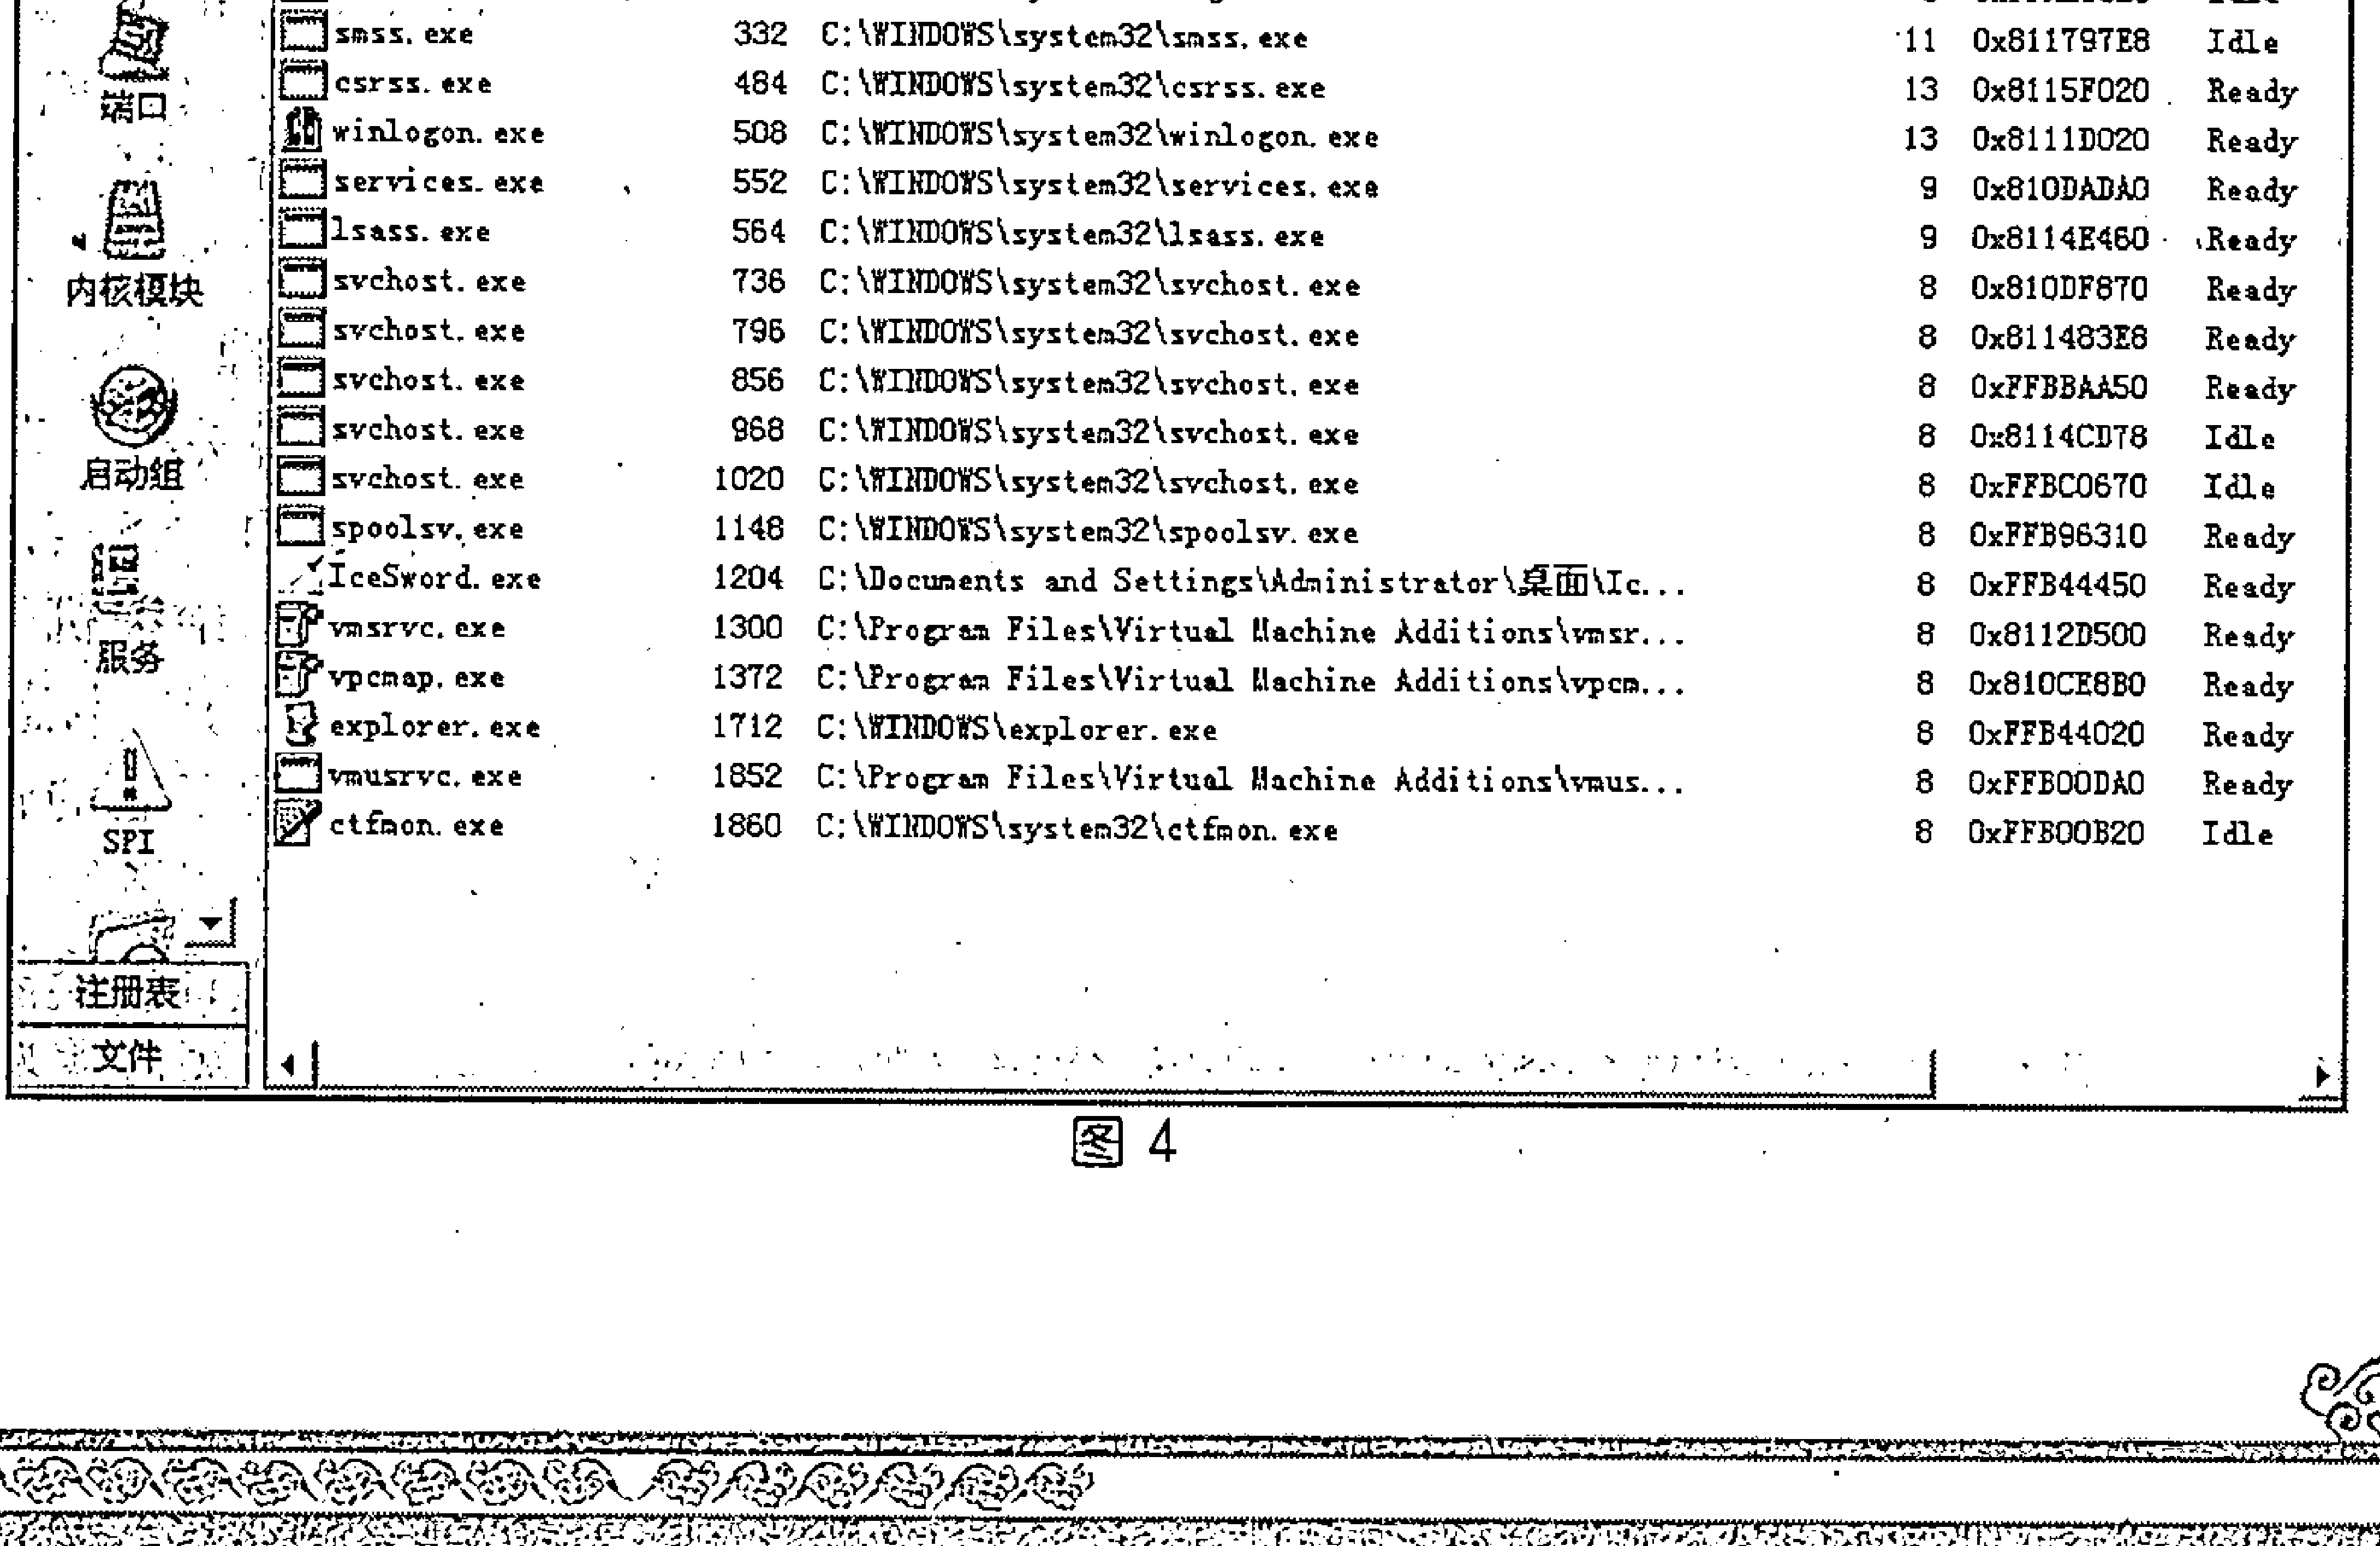 smss.exe 332 C:\WINDOWS\system32\smss.exe 11 0x811797E8 Idle
csrss.exe 484 C:\WINDOWS\system32\csrss.exe 13 0x8115F020 Ready
winlogon.exe 508 C:\WINDOWS\system32\winlogon.exe 13 0x8111D020 Ready
services.exe 552 C:\WINDOWS\system32\services.exe 9 0x810DADA0 Ready
lsass.exe 564 C:\WINDOWS\system32\lsass.exe 9 0x8114E460 Ready
svchost.exe 736 C:\WINDOWS\system32\svchost.exe 8 0x810DF870 Ready
svchost.exe 796 C:\WINDOWS\system32\svchost.exe 8 0x811483E8 Ready
svchost.exe 856 C:\WINDOWS\system32\svchost.exe 8 0xFFBBAA50 Ready
svchost.exe 968 C:\WINDOWS\system32\svchost.exe 8 0x8114CD78 Idle
svchost.exe 1020 C:\WINDOWS\system32\svchost.exe 8 0xFFBC0670 Idle
spoolsv.exe 1148 C:\WINDOWS\system32\spoolsv.exe 8 0xFFB96310 Ready
IceSword.exe 1204 C:\Documents and Settings\Administrator\桌面\Ic... 8 0xFFB44450 Ready
vmsrvc.exe 1300 C:\Program Files\Virtual Machine Additions\vmsr... 8 0x8112D500 Ready
vpcmap.exe 1372 C:\Program Files\Virtual Machine Additions\vpcm... 8 0x810CE8B0 Ready
explorer.exe 1712 C:\WINDOWS\explorer.exe 8 0xFFB44020 Ready
vmusrvc.exe 1852 C:\Program Files\Virtual Machine Additions\vmus... 8 0xFFB00DA0 Ready
ctfmon.exe 1860 C:\WINDOWS\system32\ctfmon.exe 8 0xFFB00B20 Idle
端口
内核模块
启动组
服务
SPI
注册表
文件
图 4